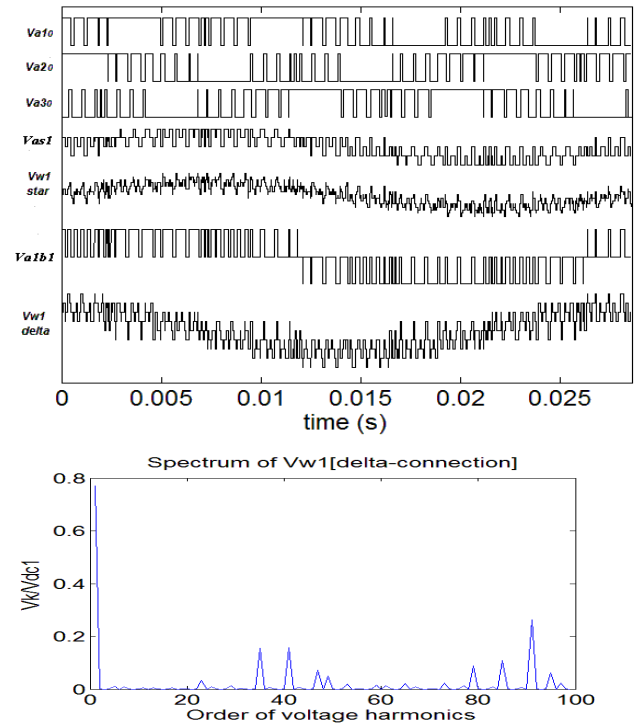 Va10
Va20
Va30
Vas1
Vw1
star
Va1b1
Vw1
delta
0 0.005 0.01 0.015 0.02 0.025
time (s)
Spectrum of Vw1[delta-connection]
0.8
0.6
0.4
0.2
0
Vk/Vdc1
0 20 40 60 80 100
Order of voltage harmonics